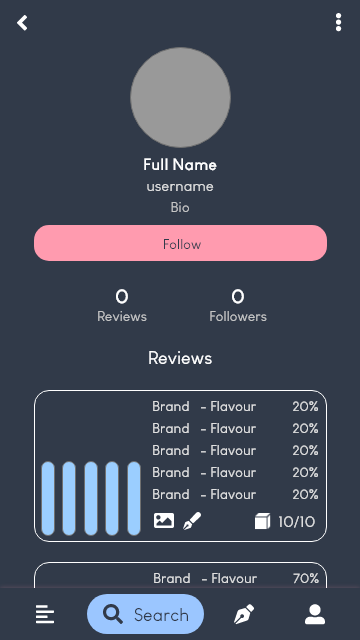 Full Name
username
Bio
Follow
0 0
Reviews Followers
Reviews
Brand - Flavour 20%
Brand - Flavour 20%
Brand - Flavour 20%
Brand - Flavour 20%
Brand - Flavour 20%
10/10
Brand - Flavour 70%
Search